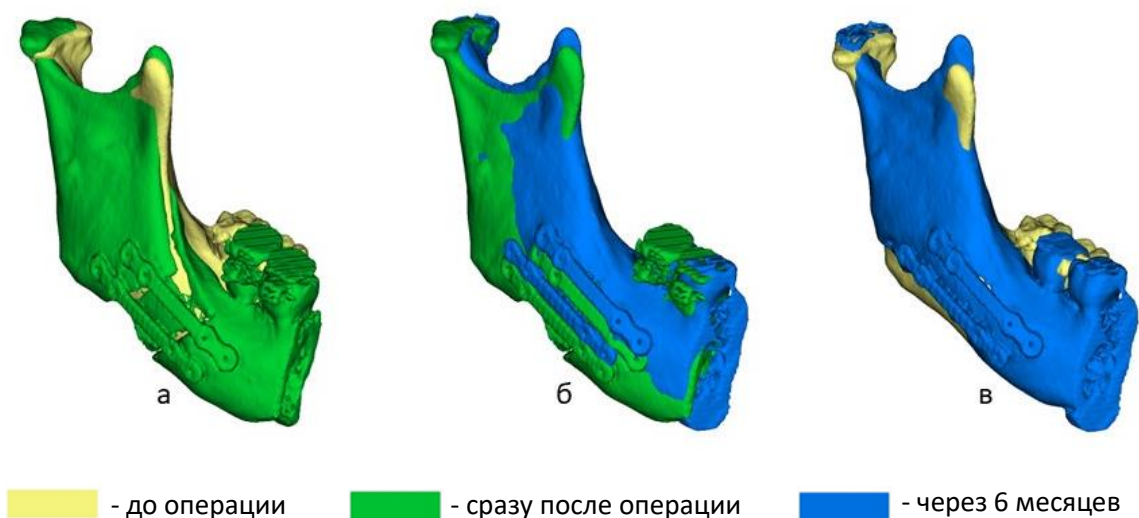 а б в
- до операции - сразу после операции - через 6 месяцев